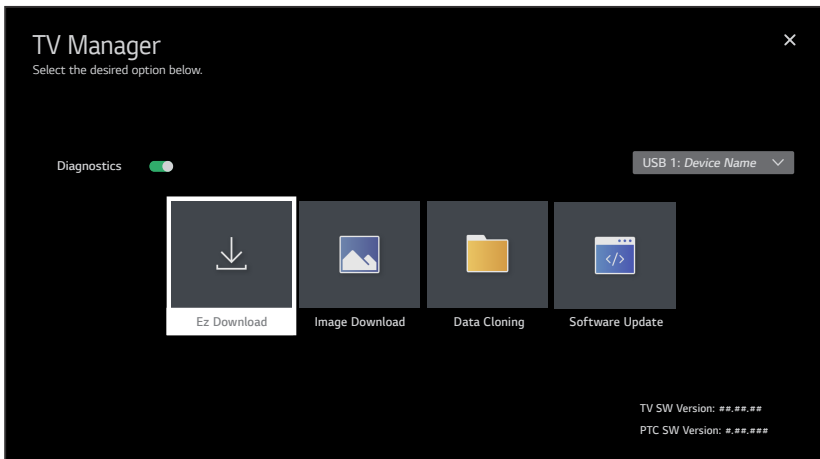 TV Manager
Select the desired option below.
Diagnostics
USB 1: Device Name
</>
Ez Download
Image Download
Data Cloning
Software Update
TV SW Version: ##.##.##
PTC SW Version: #.##.###